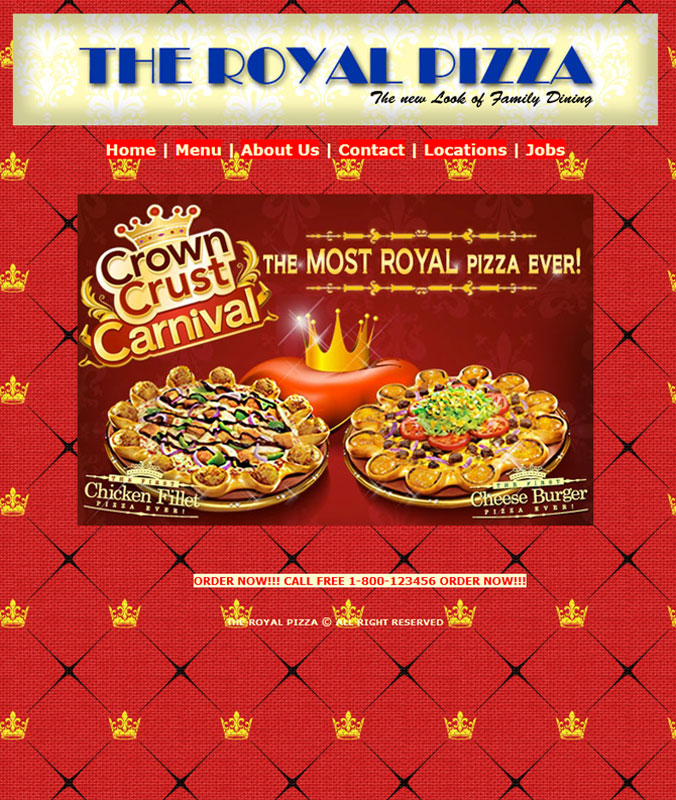 THE ROYAL PIZZA
The new Look of Family Dining
Home | Menu | About Us | Contact | Locations | Jobs
Crown
Crust
Carnival
THE MOST ROYAL PIZZA EVER!
THE FIRST
Chicken Fillet
PIZZA EVER!
THE FIRST
Cheese Burger
PIZZA EVER!
ORDER NOW!!! CALL FREE 1-800-123456 ORDER NOW!!!
THE ROYAL PIZZA © ALL RIGHT RESERVED